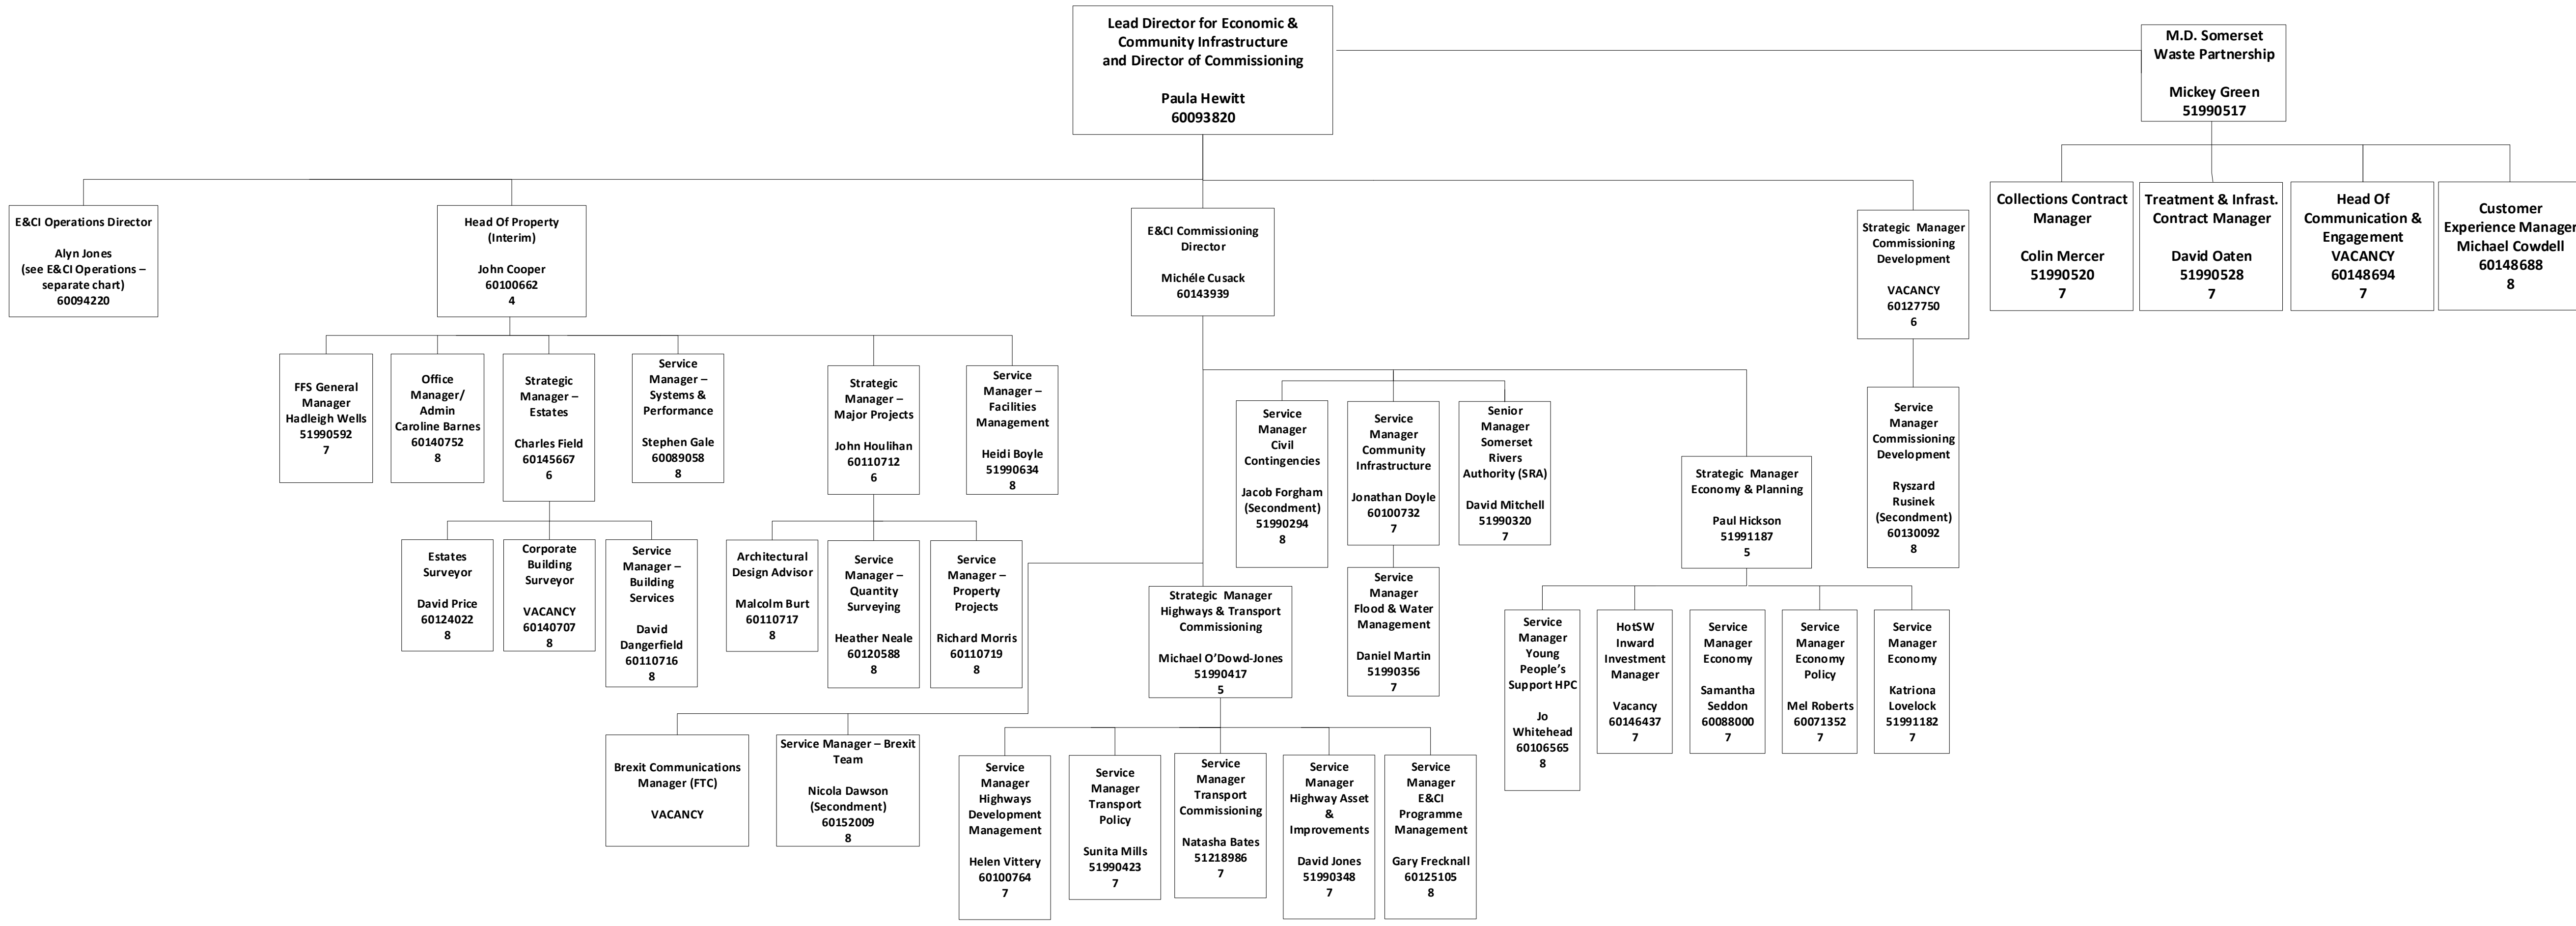 Lead Director for Economic &
Community Infrastructure
and Director of Commissioning
Paula Hewitt
60093820
M.D. Somerset
Waste Partnership
Mickey Green
51990517
Collections Contract
Manager
Colin Mercer
51990520
7
Treatment & Infrast.
Contract Manager
David Oaten
51990528
7
Head Of
Communication &
Engagement
VACANCY
60148694
7
Customer
Experience Manager
Michael Cowdell
60148688
8
E&CI Operations Director
Alyn Jones
(see E&CI Operations –
separate chart)
60094220
Head Of Property
(Interim)
John Cooper
60100662
4
E&CI Commissioning
Director
Michéle Cusack
60143939
Strategic Manager
Commissioning
Development
VACANCY
60127750
6
FFS General
Manager
Hadleigh Wells
51990592
7
Office
Manager/
Admin
Caroline Barnes
60140752
8
Strategic
Manager –
Estates
Charles Field
60145667
6
Service
Manager –
Systems &
Performance
Stephen Gale
60089058
8
Strategic
Manager –
Major Projects
John Houlihan
60110712
6
Service
Manager –
Facilities
Management
Heidi Boyle
51990634
8
Service
Manager
Civil
Contingencies
Jacob Forgham
(Secondment)
51990294
8
Service
Manager
Community
Infrastructure
Jonathan Doyle
60100732
7
Senior
Manager
Somerset
Rivers
Authority (SRA)
David Mitchell
51990320
7
Strategic Manager
Economy & Planning
Paul Hickson
51991187
5
Service
Manager
Commissioning
Development
Ryszard
Rusinek
(Secondment)
60130092
8
Estates
Surveyor
David Price
60124022
8
Corporate
Building
Surveyor
VACANCY
60140707
8
Service
Manager –
Building
Services
David
Dangerfield
60110716
8
Architectural
Design Advisor
Malcolm Burt
60110717
8
Service
Manager –
Quantity
Surveying
Heather Neale
60120588
8
Service
Manager –
Property
Projects
Richard Morris
60110719
8
Strategic Manager
Highways & Transport
Commissioning
Michael O’Dowd-Jones
51990417
5
Service
Manager
Flood & Water
Management
Daniel Martin
51990356
7
Service
Manager
Young
People’s
Support HPC
Jo
Whitehead
60106565
8
HotSW
Inward
Investment
Manager
Vacancy
60146437
7
Service
Manager
Economy
Samantha
Seddon
60088000
7
Service
Manager
Economy
Policy
Mel Roberts
60071352
7
Service
Manager
Economy
Katriona
Lovelock
51991182
7
Brexit Communications
Manager (FTC)
VACANCY
Service Manager – Brexit
Team
Nicola Dawson
(Secondment)
60152009
8
Service
Manager
Highways
Development
Management
Helen Vittery
60100764
7
Service
Manager
Transport
Policy
Sunita Mills
51990423
7
Service
Manager
Transport
Commissioning
Natasha Bates
51218986
7
Service
Manager
Highway Asset
&
Improvements
David Jones
51990348
7
Service
Manager
E&CI
Programme
Management
Gary Frecknall
60125105
8